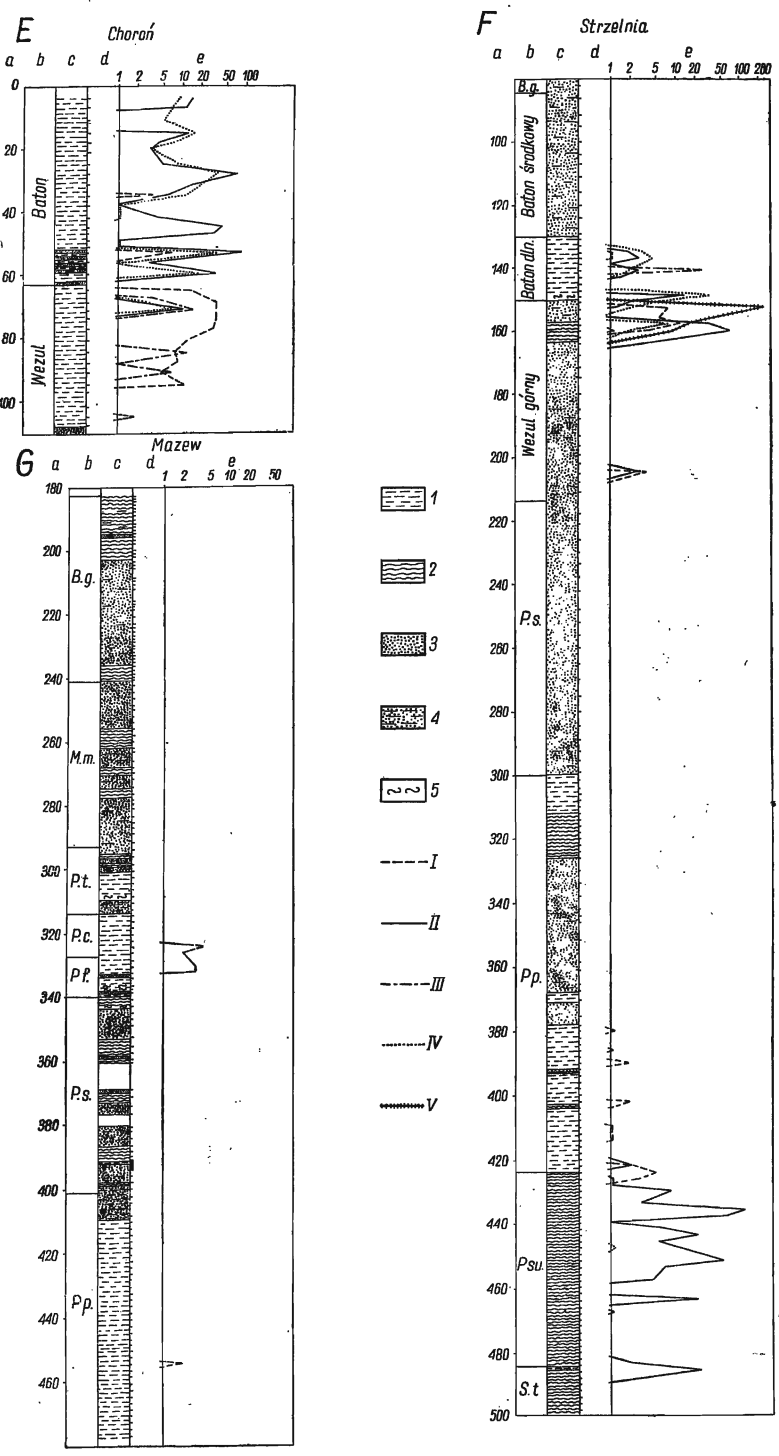 E
Choroń
a b c d e
1 2 5 10 20 50 100
0
20
40
60
80
100
Baton
Wezul
F
Strzelnia
a b c d e
1 2 5 10 20 50 100 200
100
120
140
160
180
200
220
240
260
280
300
320
340
360
380
400
420
440
460
480
500
B.g.
Baton środkowy
Baton dln.
Wezul górny
P.s.
Pp.
Psu.
S.t
G
Mazew
a b c d e
1 2 5 10 20 50
180
200
220
240
260
280
300
320
340
360
380
400
420
440
460
B.g.
M.m.
P.t.
P.c.
P.f.
P.s.
P.p.
1
2
3
4
5
I
II
III
IV
V